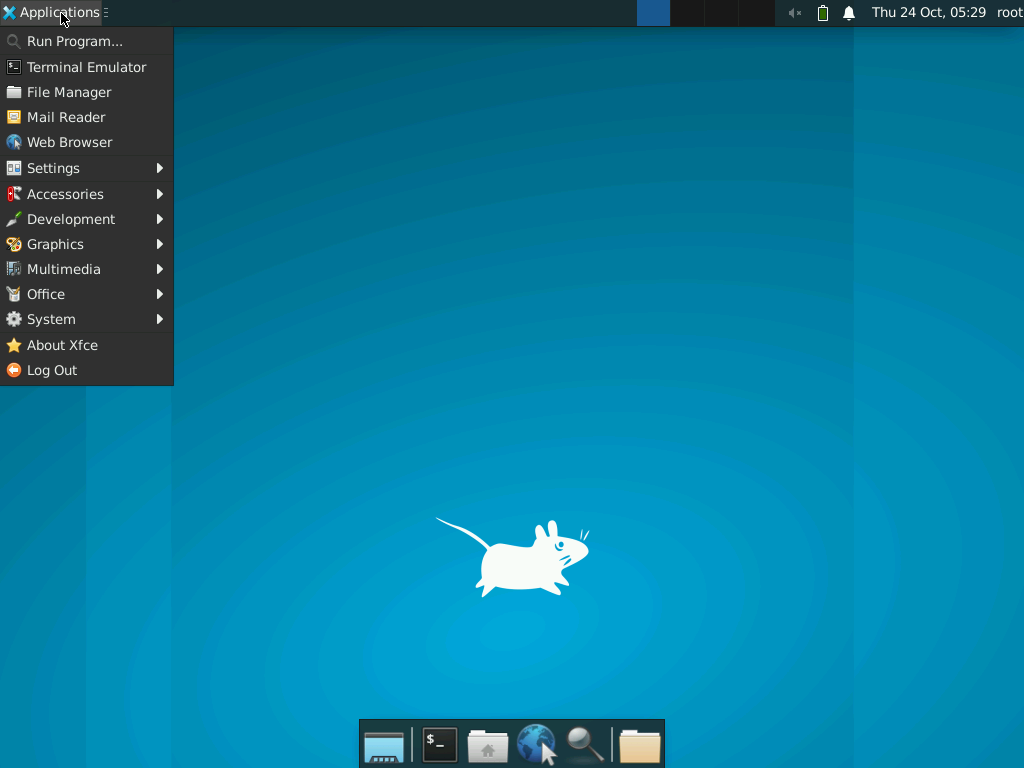 Applications
Thu 24 Oct, 05:29 root
Run Program...
Terminal Emulator
File Manager
Mail Reader
Web Browser
Settings
Accessories
Development
Graphics
Multimedia
Office
System
About Xfce
Log Out
$_